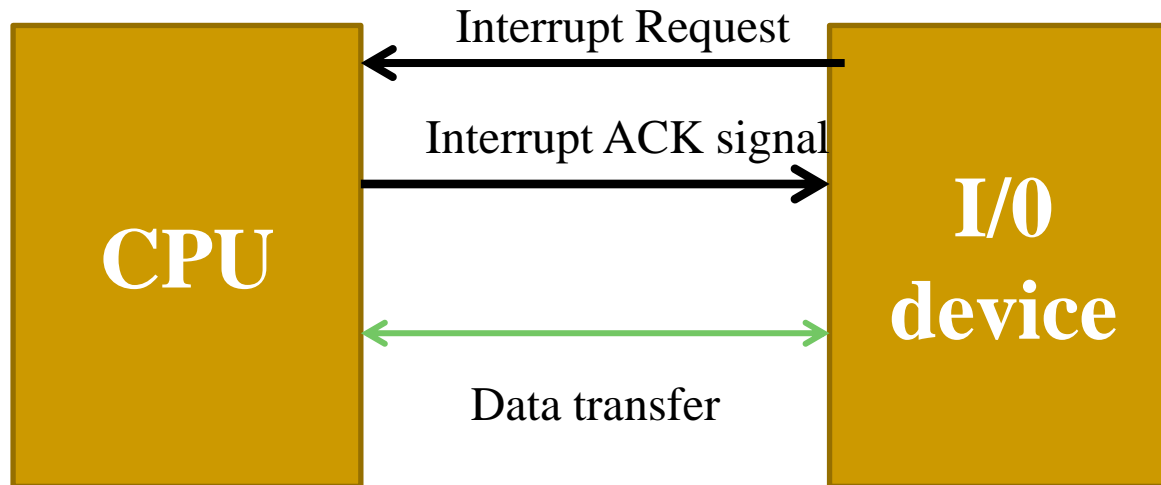 Interrupt Request
Interrupt ACK signal
CPU
I/0
device
Data transfer